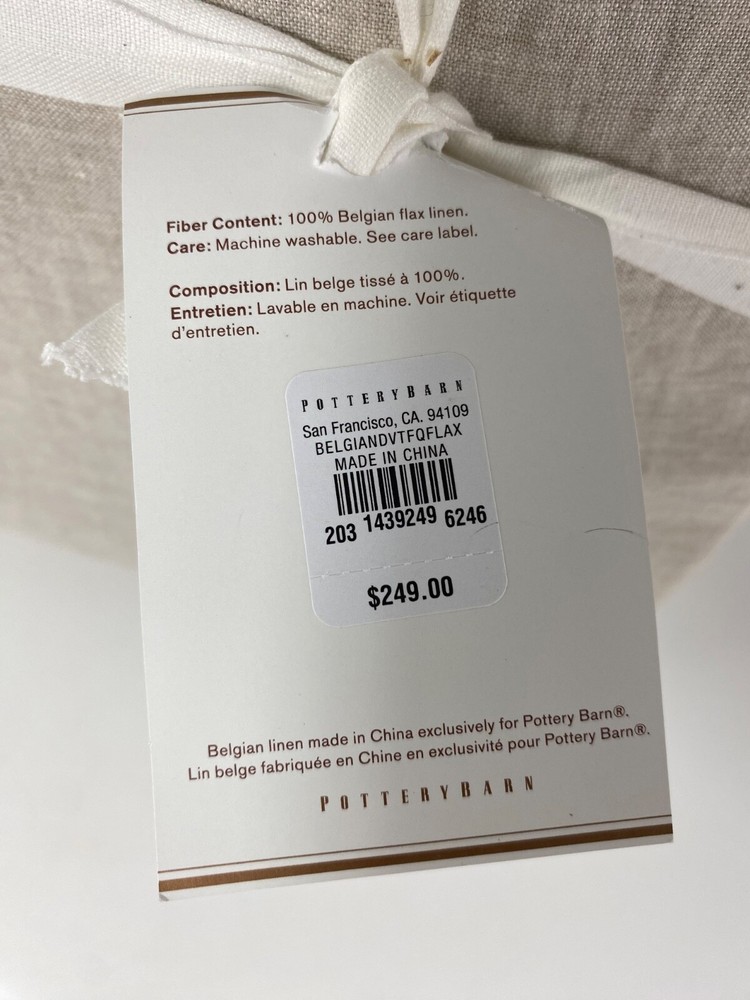 Fiber Content: 100% Belgian flax linen.
Care: Machine washable. See care label.
Composition: Lin belge tissé à 100%.
Entretien: Lavable en machine. Voir étiquette
d'entretien.
POTTERYBARN
San Francisco, CA. 94109
BELGIANDVTFQFLAX
MADE IN CHINA
203 1439249 6246
$249.00
Belgian linen made in China exclusively for Pottery Barn®.
Lin belge fabriquée en Chine en exclusivité pour Pottery Barn®.
POTTERYBARN